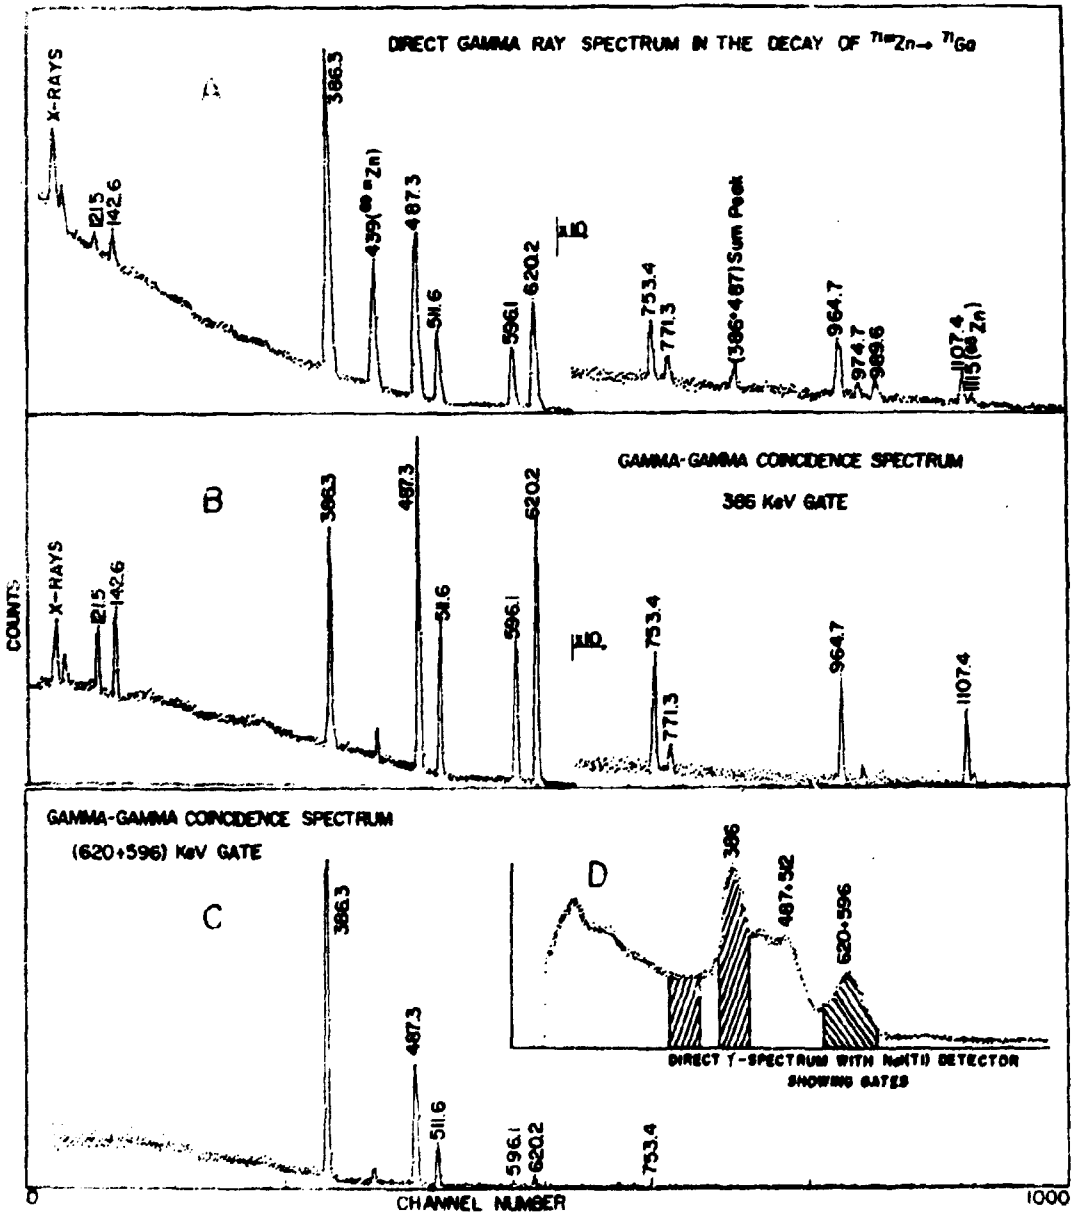 DIRECT GAMMA RAY SPECTRUM IN THE DECAY OF ⁷¹ᵐZn→ ⁷¹Ga
A
X-RAYS
121.5
142.6
386.3
439(⁶⁹ᵐZn)
487.3
511.6
596.1
620.2
x10
753.4
771.3
(386+487)Sum Peak
964.7
974.7
989.6
1107.4
1115(⁶⁵Zn)
GAMMA-GAMMA COINCIDENCE SPECTRUM
386 KeV GATE
B
X-RAYS
121.5
142.6
386.3
487.3
511.6
596.1
620.2
x10
753.4
771.3
964.7
1107.4
COUNTS
GAMMA-GAMMA COINCIDENCE SPECTRUM
(620+596) KeV GATE
C
386.3
487.3
511.6
596.1
620.2
753.4
D
386
487+512
620+596
DIRECT γ-SPECTRUM WITH NaI(Tl) DETECTOR
SHOWING GATES
0
CHANNEL NUMBER
1000